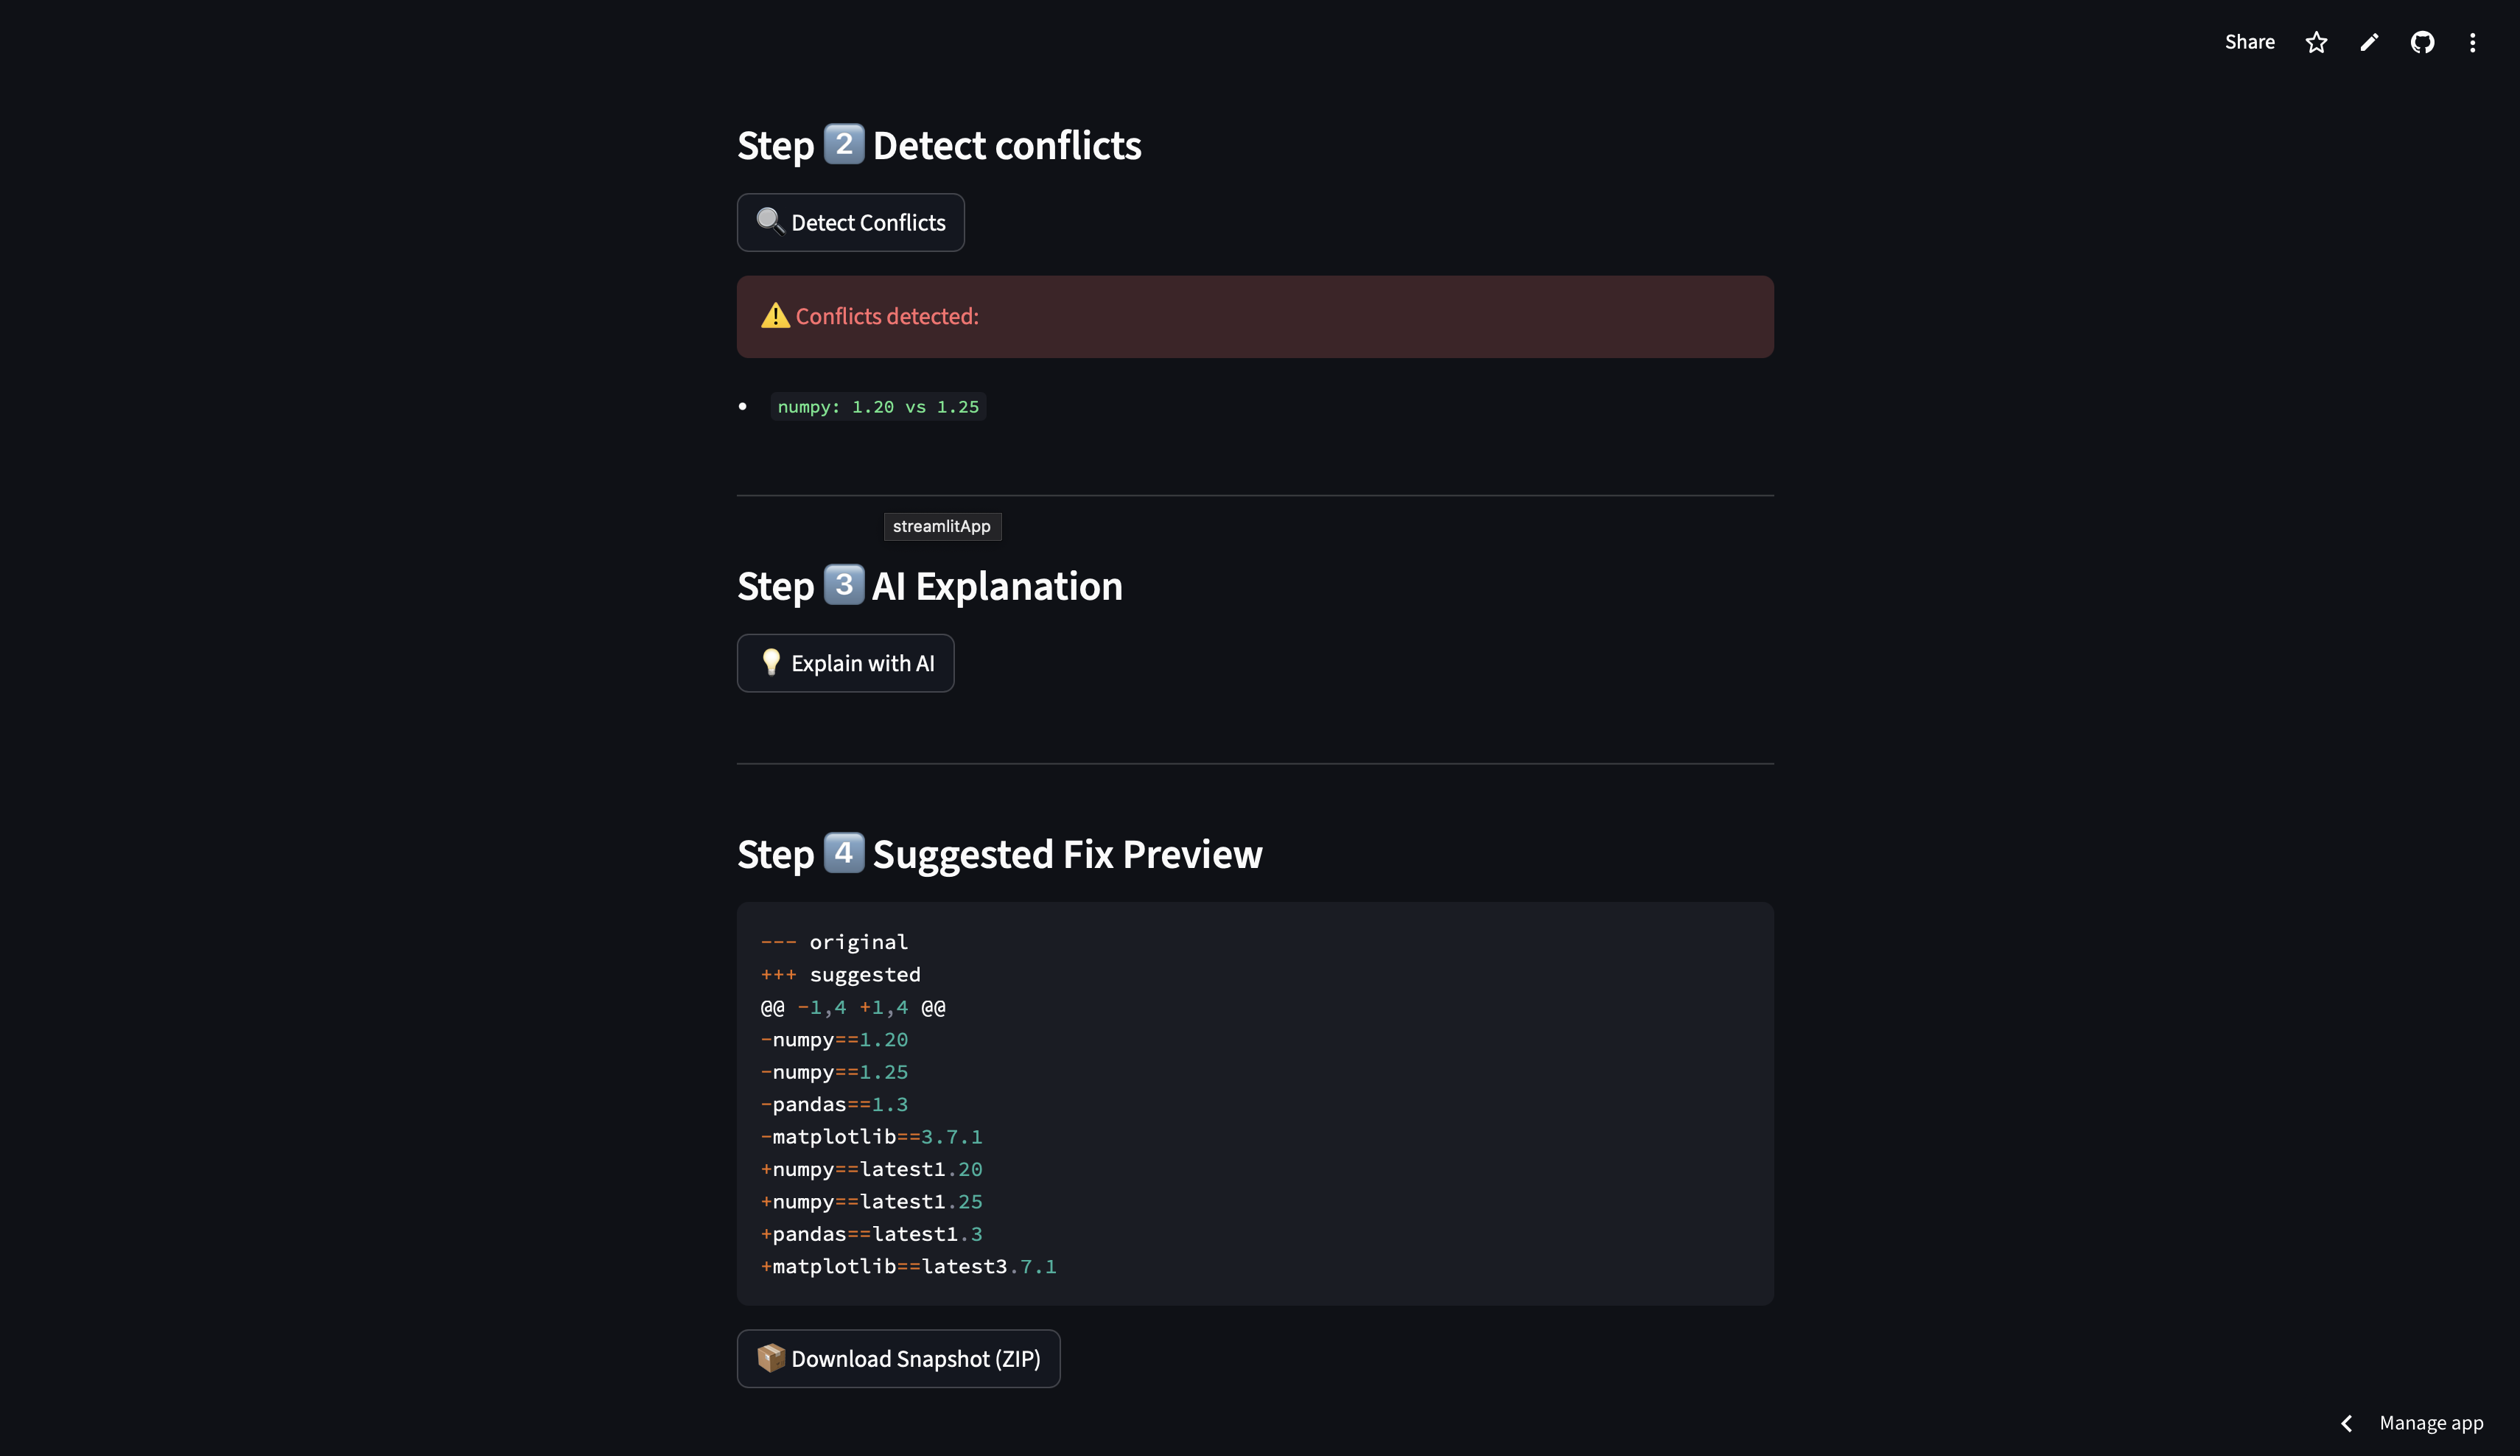 Share
Step 2 Detect conflicts
Detect Conflicts
Conflicts detected:
numpy: 1.20 vs 1.25
streamlitApp
Step 3 AI Explanation
Explain with AI
Step 4 Suggested Fix Preview
--- original
+++ suggested
@@ -1,4 +1,4 @@
-numpy==1.20
-numpy==1.25
-pandas==1.3
-matplotlib==3.7.1
+numpy==latest1.20
+numpy==latest1.25
+pandas==latest1.3
+matplotlib==latest3.7.1
Download Snapshot (ZIP)
Manage app